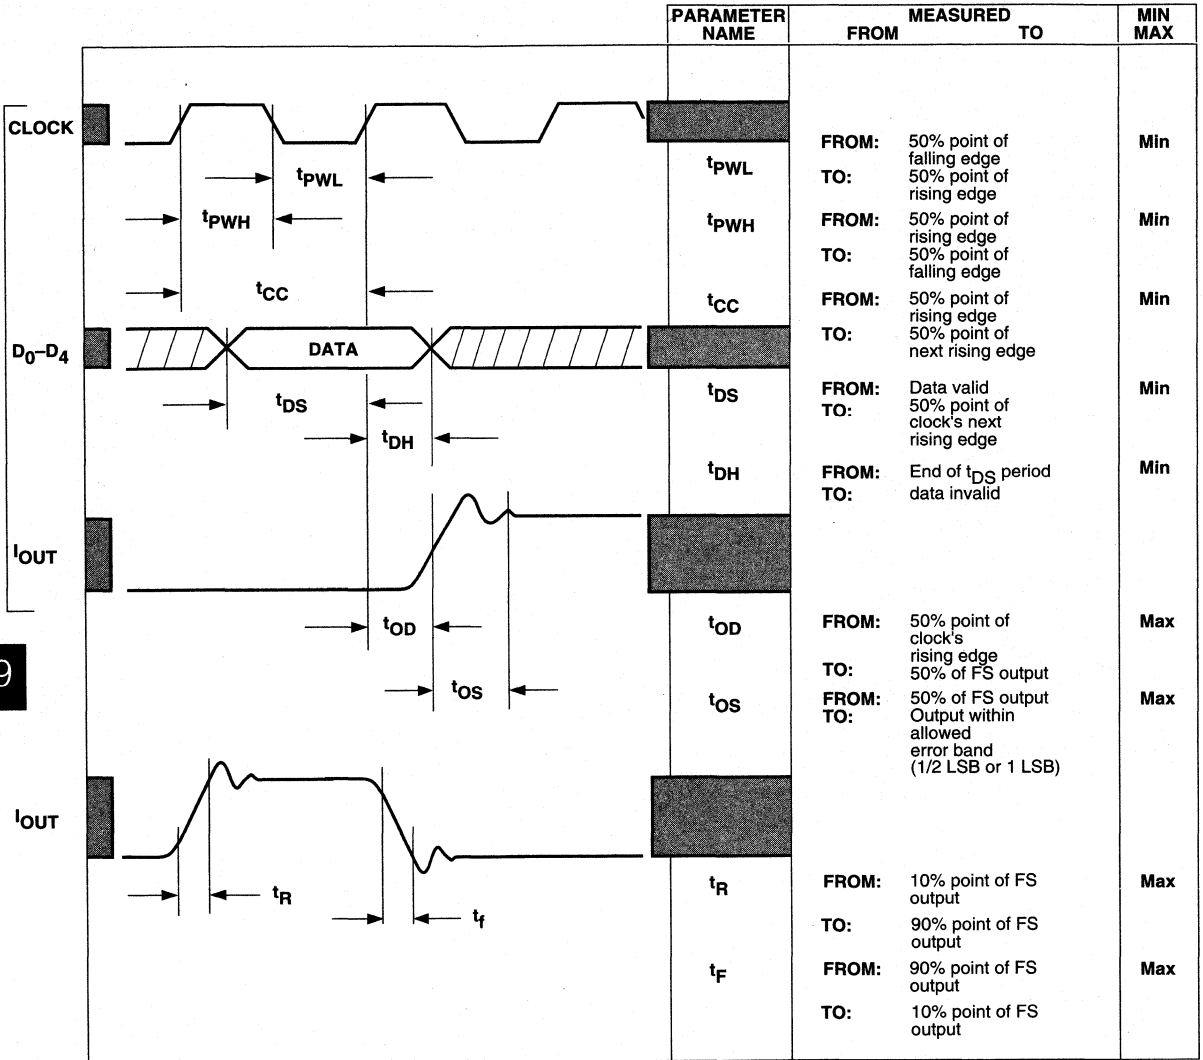 PARAMETER NAME
MEASURED
FROM TO
MIN MAX
CLOCK
tPWL
tPWH
tCC
D0–D4
DATA
tDS
tDH
IOUT
tOD
tOS
9
IOUT
tR
tf
tPWL
FROM: 50% point of
falling edge
TO: 50% point of
rising edge
Min
tPWH
FROM: 50% point of
rising edge
TO: 50% point of
falling edge
Min
tCC
FROM: 50% point of
rising edge
TO: 50% point of
next rising edge
Min
tDS
FROM: Data valid
TO: 50% point of
clock's next
rising edge
Min
tDH
FROM: End of tDS period
TO: data invalid
Min
tOD
FROM: 50% point of
clock's
rising edge
TO: 50% of FS output
Max
tOS
FROM: 50% of FS output
TO: Output within
allowed
error band
(1/2 LSB or 1 LSB)
Max
tR
FROM: 10% point of FS
output
TO: 90% point of FS
output
Max
tF
FROM: 90% point of FS
output
TO: 10% point of FS
output
Max